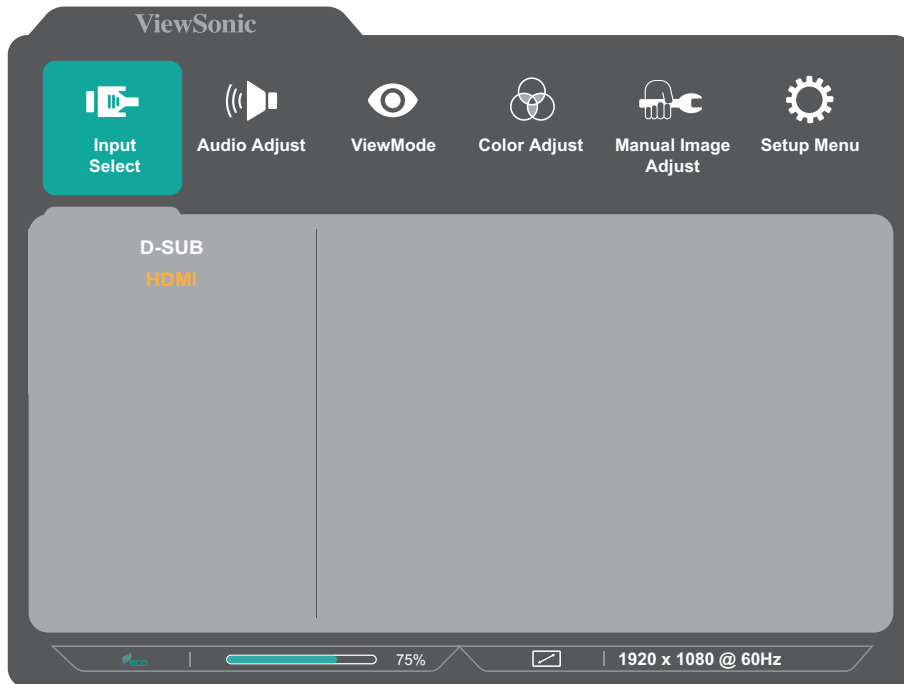 ViewSonic
Input
Select
Audio Adjust
ViewMode
Color Adjust
Manual Image
Adjust
Setup Menu
D-SUB
HDMI
eco
75%
1920 x 1080 @ 60Hz